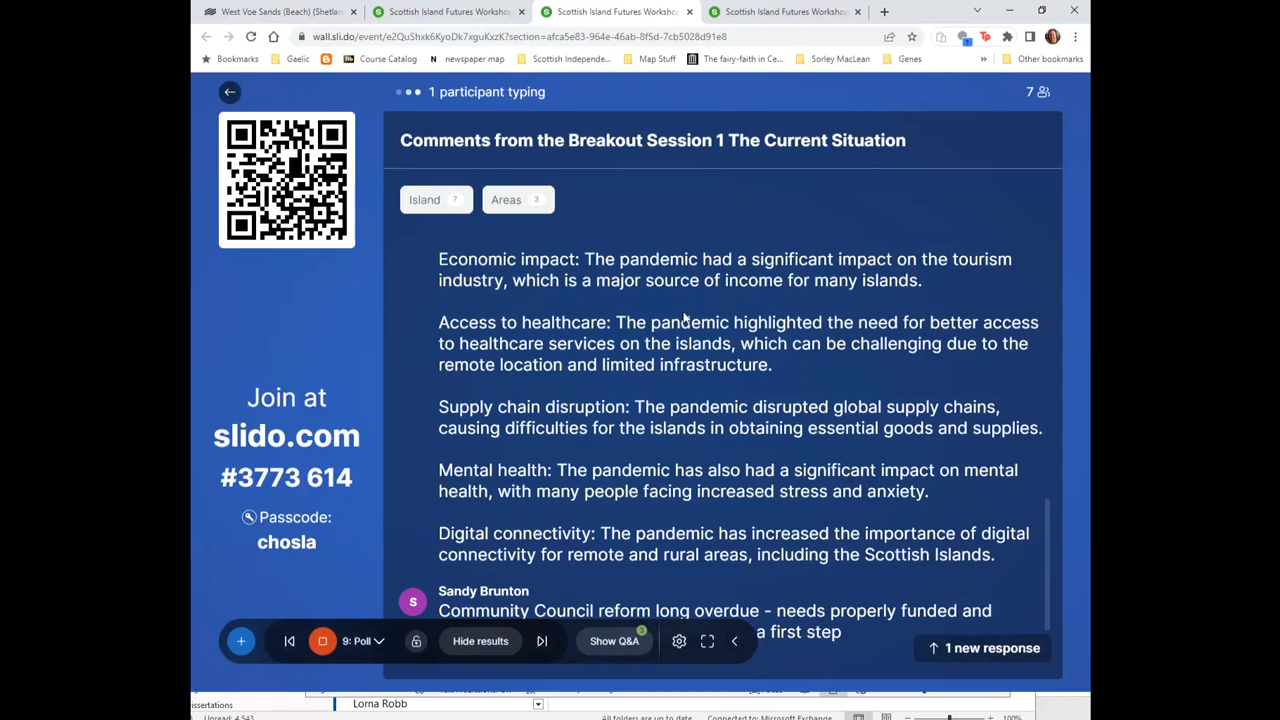 West Voe Sands (Beach) (Shetlan
Scottish Island Futures Workshop
Scottish Island Futures Workshop
Scottish Island Futures Workshop
wall.sli.do/event/e2QuShxk6KyoDk7xguKxzK?section=afca5e83-964e-46ab-8f5d-7cb5028d91e8
Bookmarks
Gaelic
Blog
Course Catalog
newspaper map
Scottish Independe...
Map Stuff
The fairy-faith in Ce...
Sorley MacLean
Genes
»
Other bookmarks
1 participant typing
7
Comments from the Breakout Session 1 The Current Situation
Island 7
Areas 3
Economic impact: The pandemic had a significant impact on the tourism
industry, which is a major source of income for many islands.
Access to healthcare: The pandemic highlighted the need for better access
to healthcare services on the islands, which can be challenging due to the
remote location and limited infrastructure.
Supply chain disruption: The pandemic disrupted global supply chains,
causing difficulties for the islands in obtaining essential goods and supplies.
Mental health: The pandemic has also had a significant impact on mental
health, with many people facing increased stress and anxiety.
Digital connectivity: The pandemic has increased the importance of digital
connectivity for remote and rural areas, including the Scottish Islands.
S
Sandy Brunton
Community Council reform long overdue - needs properly funded and
a first step
Join at
slido.com
#3773 614
Passcode:
chosla
9: Poll
Hide results
Show Q&A
3
1 new response
issertations
Lorna Robb
Unread: 4,543
All folders are up to date.
Connected to: Microsoft Exchange
100%